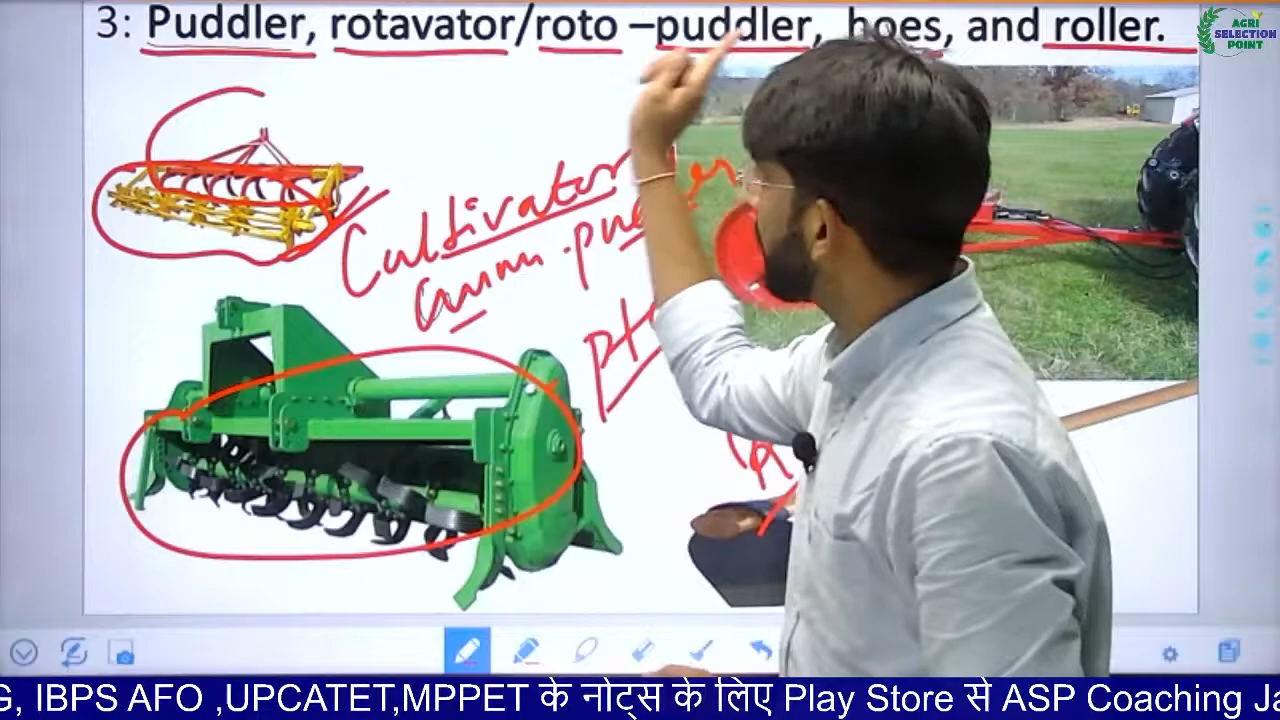 3: Puddler, rotavator/roto –puddler, hoes, and roller.
AGRI
SELECTION
POINT
Cultivator
cum
G, IBPS AFO ,UPCATET,MPPET के नोट्स के लिए Play Store से ASP Coaching Ja